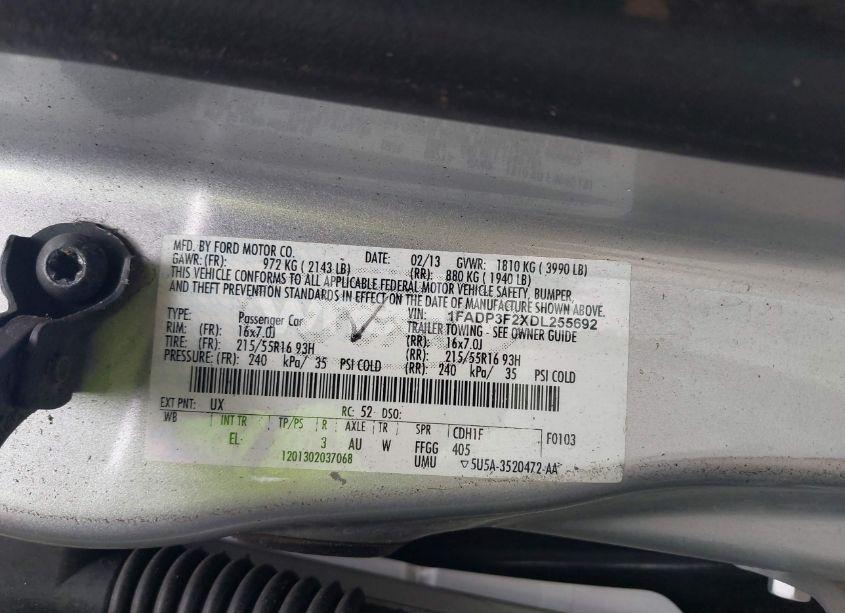 MFD. BY FORD MOTOR CO.
DATE: 02/13 GVWR: 1810 KG ( 3990 LB)
GAWR: (FR) 972 KG ( 2143 LB) (RR): 880 KG ( 1940 LB)
THIS VEHICLE CONFORMS TO ALL APPLICABLE FEDERAL MOTOR VEHICLE SAFETY, BUMPER,
AND THEFT PREVENTION STANDARDS IN EFFECT ON THE DATE OF MANUFACTURE SHOWN ABOVE.
VIN: 1FADP3F2XDL255692
TYPE: Passenger Car TRAILER TOWING - SEE OWNER GUIDE
RIM: (FR) 16x7.0J (RR): 16x7.0J
TIRE: (FR) 215/55R16 93H (RR): 215/55R16 93H
PRESSURE: (FR) 240 kPa/ 35 PSI COLD (RR) 240 kPa/ 35 PSI COLD
EXT PNT: UX RC: 52 DSO:
WB INT TR TP/PS R AXLE TR SPR CDH1F F0103
EL 3 AU W FFGG 405
1201302037068 UMU ▽5U5A-3520472-AA